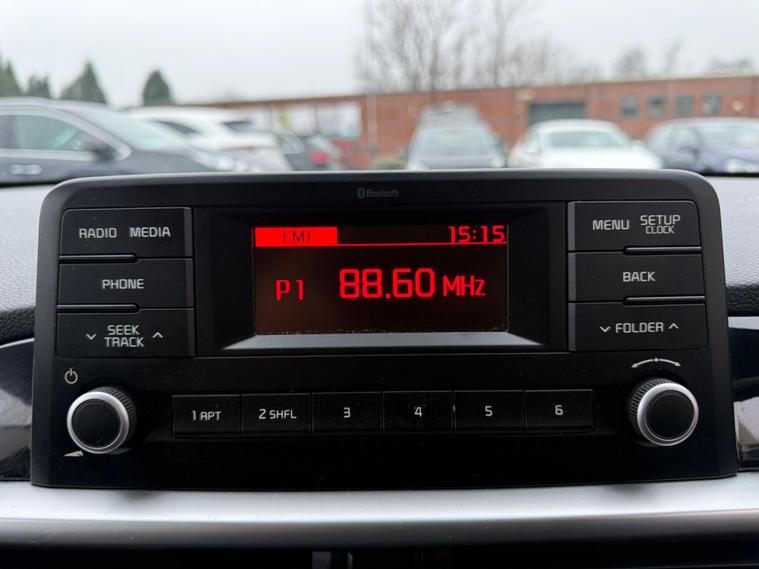 Bluetooth
RADIO MEDIA
PHONE
SEEK
TRACK
FM1 15:15
P1 88.60 MHz
MENU SETUP
CLOCK
BACK
FOLDER
1 RPT 2 SHFL 3 4 5 6